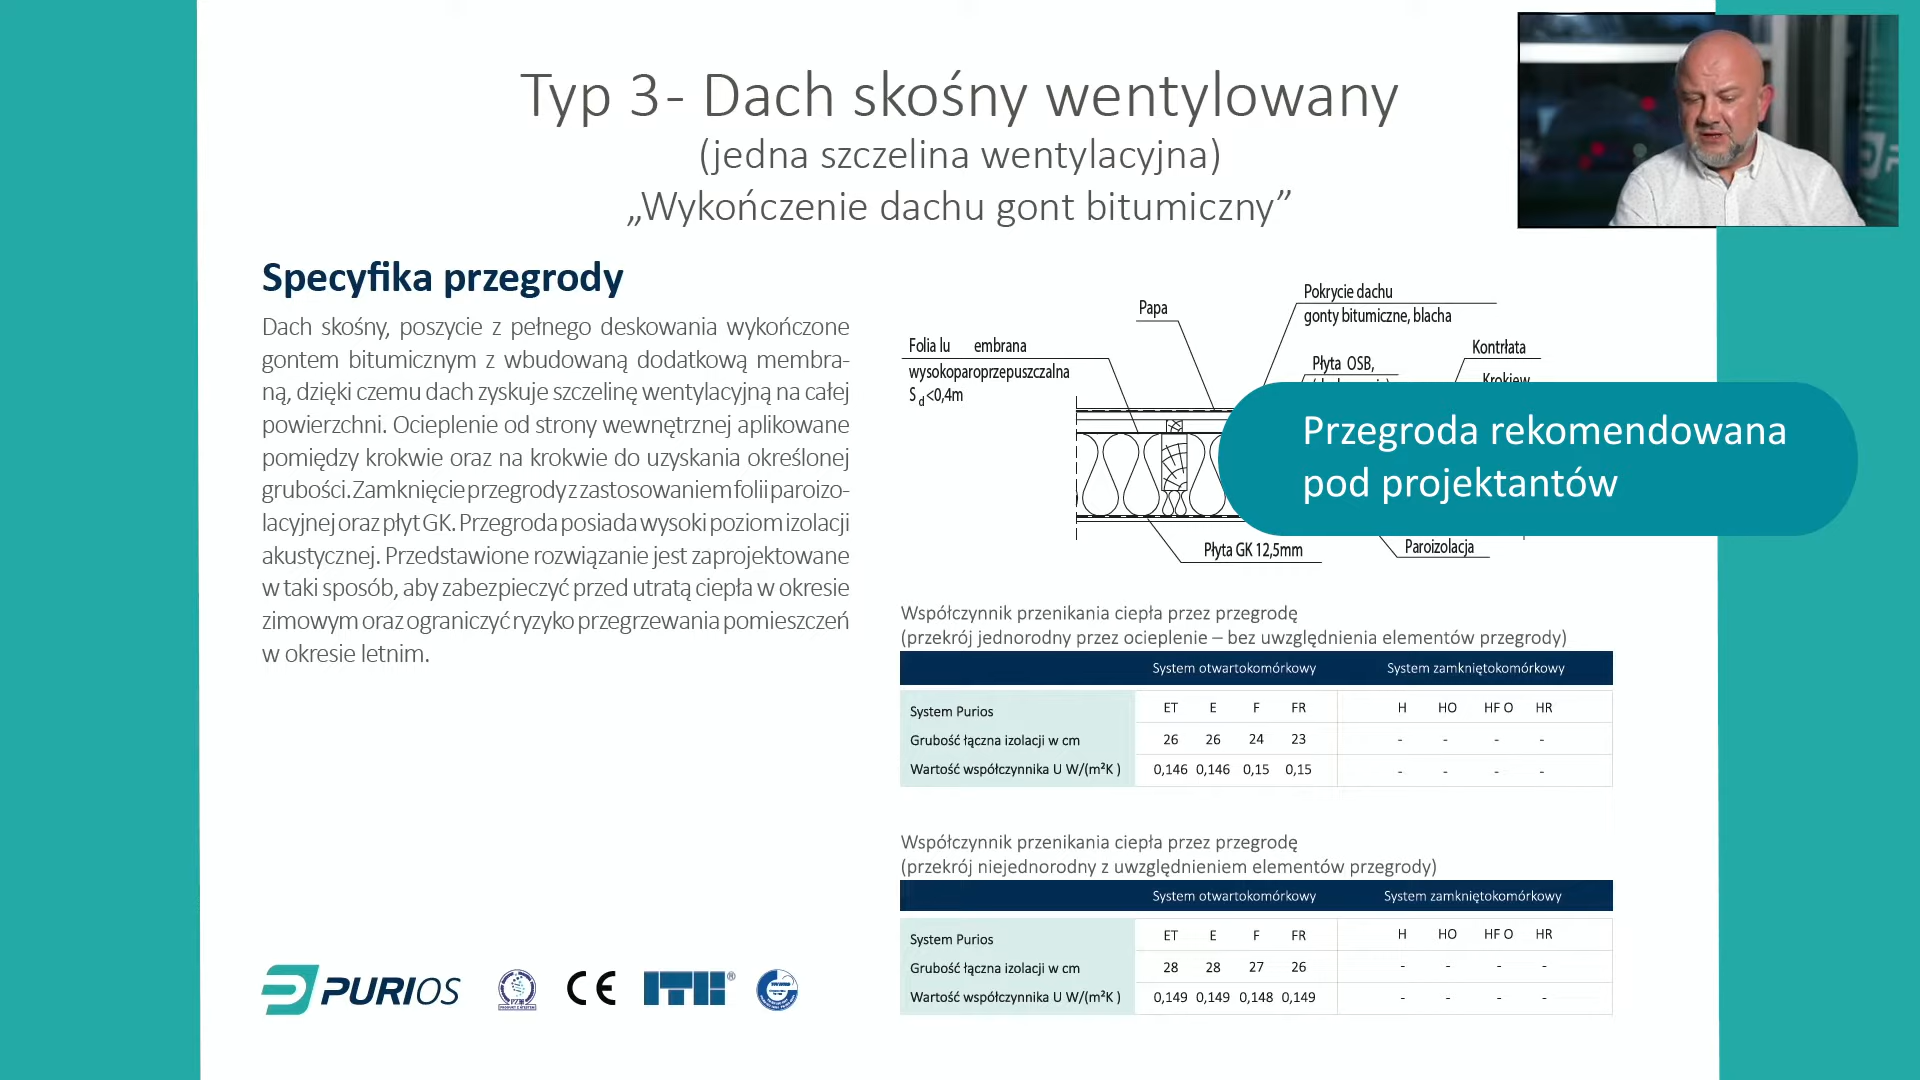 Typ 3 - Dach skośny wentylowany
(jedna szczelina wentylacyjna)
„Wykończenie dachu gont bitumiczny”
Specyfika przegrody
Dach skośny, poszycie z pełnego deskowania wykończone
gontem bitumicznym z wbudowaną dodatkową membra-
ną, dzięki czemu dach zyskuje szczelinę wentylacyjną na całej
powierzchni. Ocieplenie od strony wewnętrznej aplikowane
pomiędzy krokwie oraz na krokwie do uzyskania określonej
grubości. Zamknięcie przegrody z zastosowaniem folii paroizo-
lacyjnej oraz płyt GK. Przegroda posiada wysoki poziom izolacji
akustycznej. Przedstawione rozwiązanie jest zaprojektowane
w taki sposób, aby zabezpieczyć przed utratą ciepła w okresie
zimowym oraz ograniczyć ryzyko przegrzewania pomieszczeń
w okresie letnim.
Papa
Pokrycie dachu
gonty bitumiczne, blacha
Folia lu embrana
wysokoparoprzepuszczalna
Sd<0,4m
Płyta OSB,
Kontrłata
Krokiew
Przegroda rekomendowana
pod projektantów
Płyta GK 12,5mm
Paroizolacja
Współczynnik przenikania ciepła przez przegrodę
(przekrój jednorodny przez ocieplenie – bez uwzględnienia elementów przegrody)
System otwartokomórkowy System zamkniętokomórkowy
System Purios ET E F FR H HO HF O HR
Grubość łączna izolacji w cm 26 26 24 23 - - - -
Wartość współczynnika U W/(m²K ) 0,146 0,146 0,15 0,15 - - - -
Współczynnik przenikania ciepła przez przegrodę
(przekrój niejednorodny z uwzględnieniem elementów przegrody)
System otwartokomórkowy System zamkniętokomórkowy
System Purios ET E F FR H HO HF O HR
Grubość łączna izolacji w cm 28 28 27 26 - - - -
Wartość współczynnika U W/(m²K ) 0,149 0,149 0,148 0,149 - - - -
PURIOS
CE
ITB®